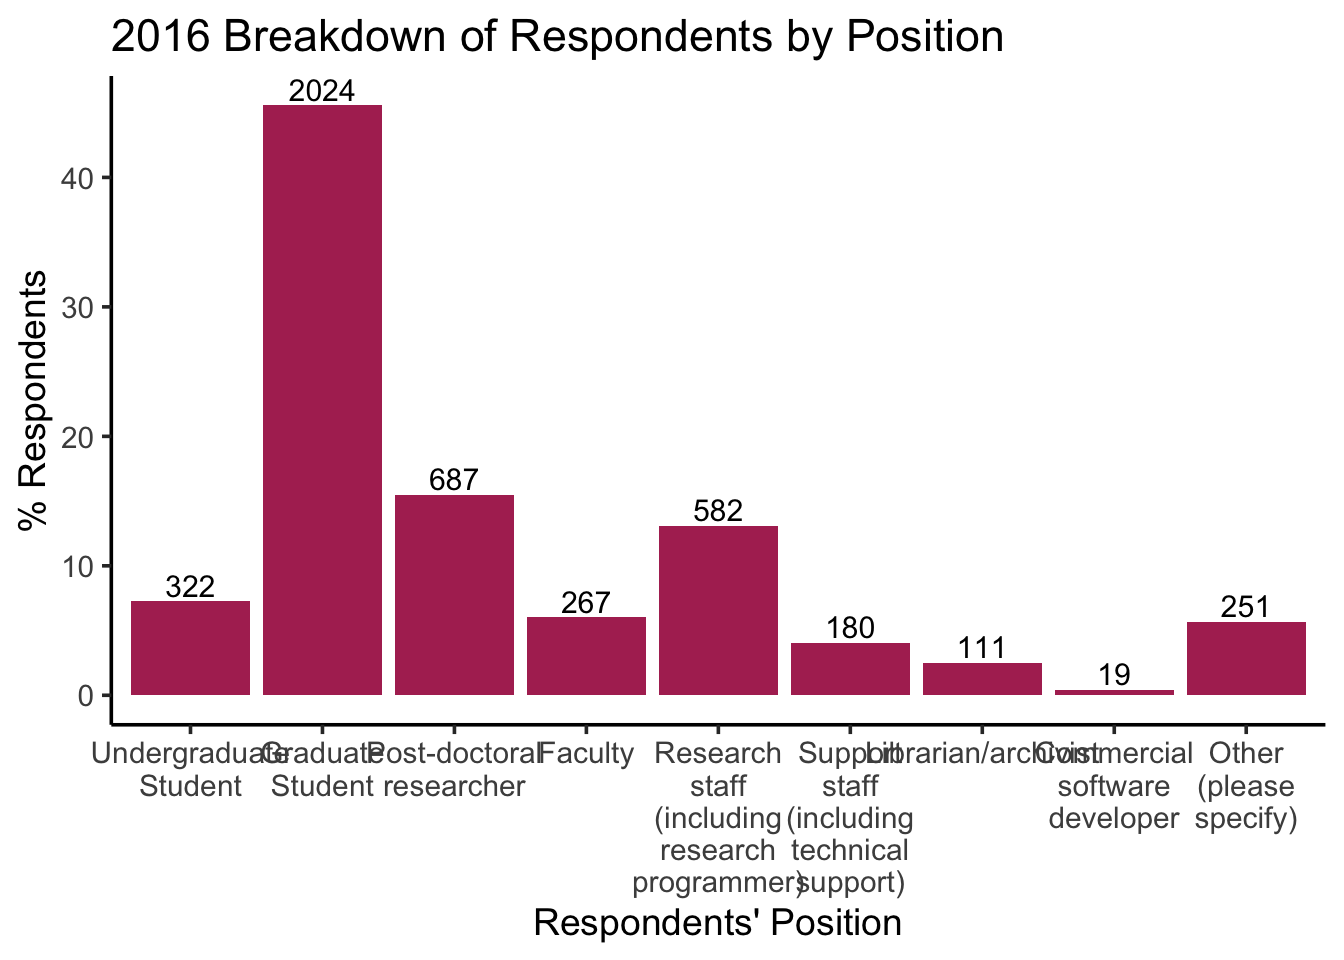 2016 Breakdown of Respondents by Position
% Respondents
40
30
20
10
0
322
2024
687
267
582
180
111
19
251
Undergraduate
Student
Graduate
Student
Post-doctoral
researcher
Faculty
Research
staff
(including
research
programmers)
Support
staff
(including
technical
support)
Librarian/archivist
Commercial
software
developer
Other
(please
specify)
Respondents' Position